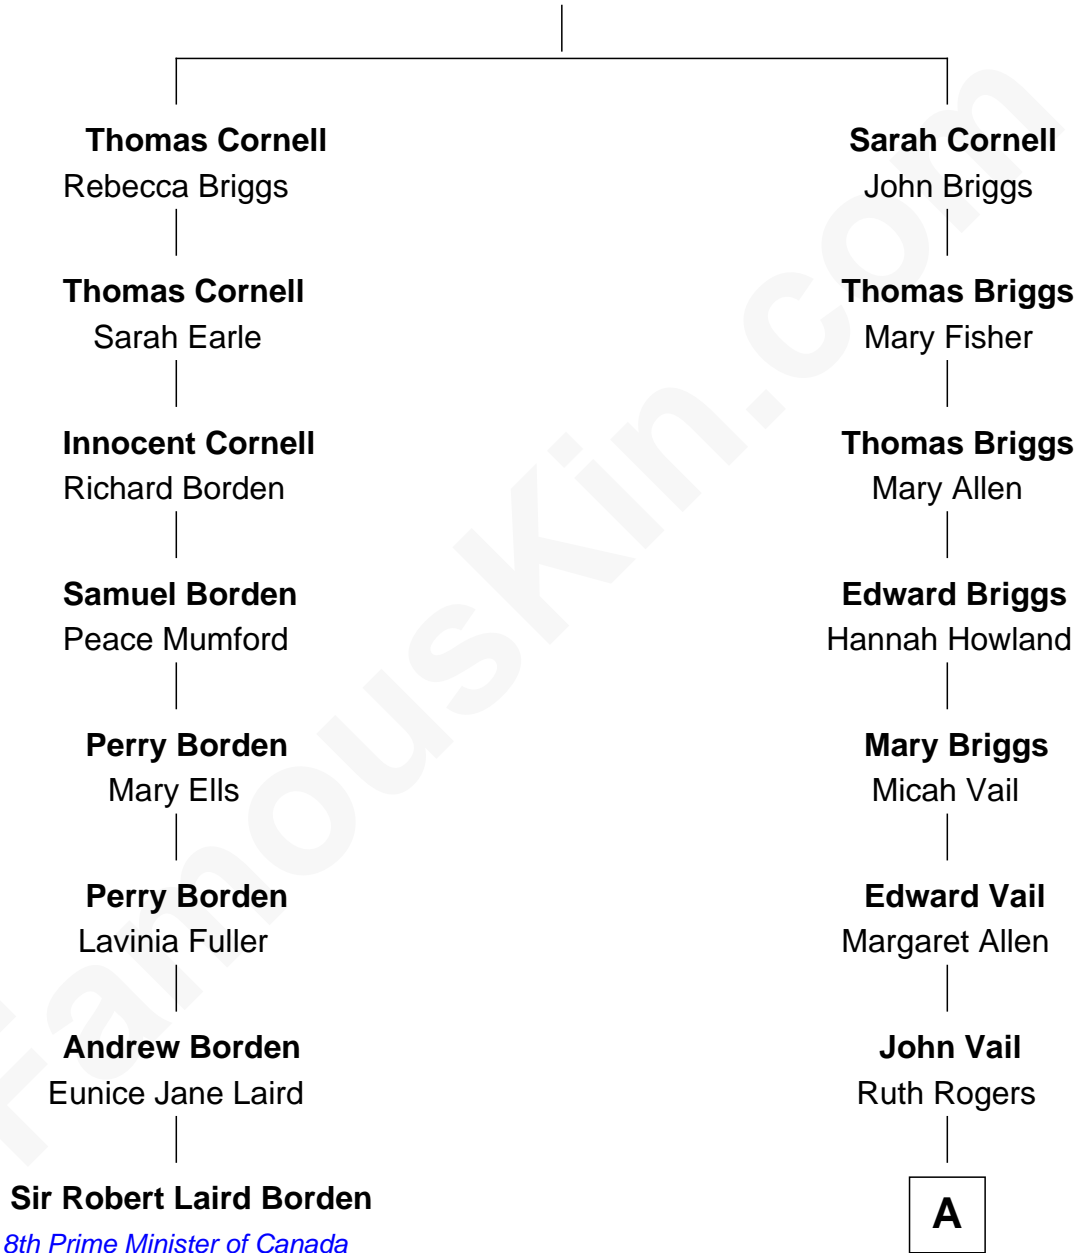 Thomas Cornell
Rebecca Briggs
Thomas Cornell
Sarah Earle
Innocent Cornell
Richard Borden
Samuel Borden
Peace Mumford
Perry Borden
Mary Ells
Perry Borden
Lavinia Fuller
Andrew Borden
Eunice Jane Laird
Sir Robert Laird Borden
8th Prime Minister of Canada
Sarah Cornell
John Briggs
Thomas Briggs
Mary Fisher
Thomas Briggs
Mary Allen
Edward Briggs
Hannah Howland
Mary Briggs
Micah Vail
Edward Vail
Margaret Allen
John Vail
Ruth Rogers
A
FamousKin.com